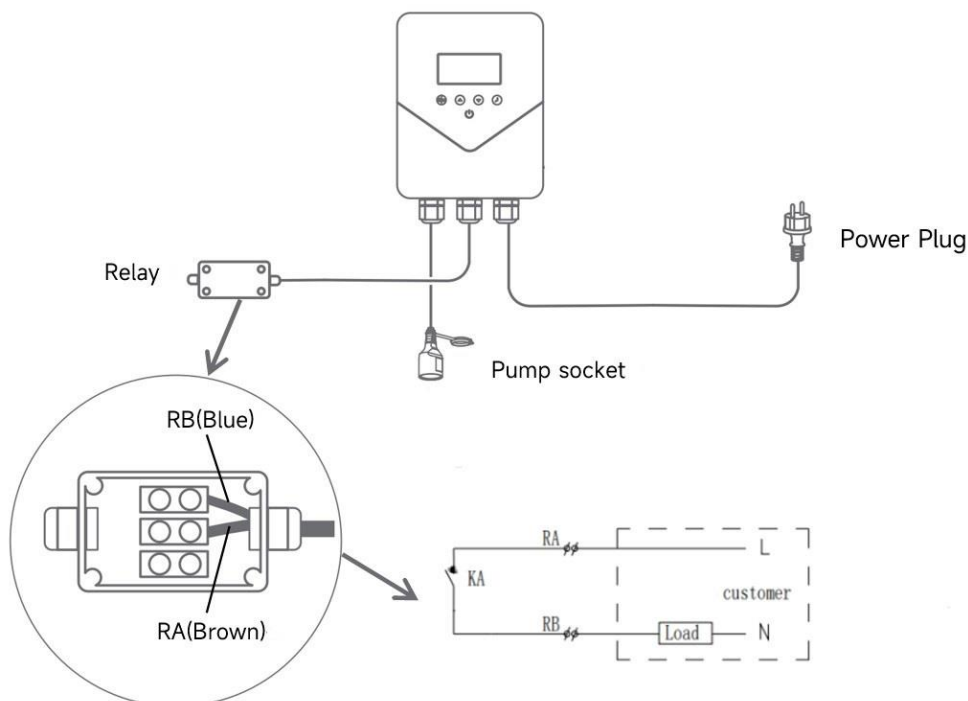 Relay
Power Plug
Pump socket
RB(Blue)
RA(Brown)
RA
L
KA
customer
RB
Load
N